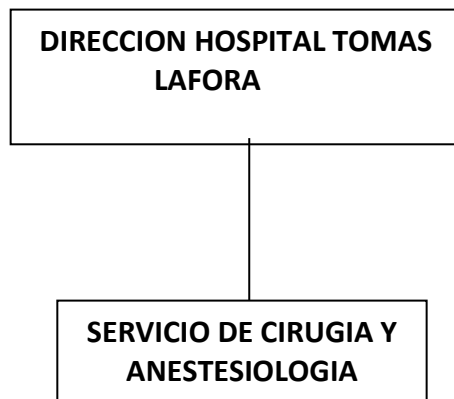 DIRECCION HOSPITAL TOMAS
LAFORA
SERVICIO DE CIRUGIA Y
ANESTESIOLOGIA